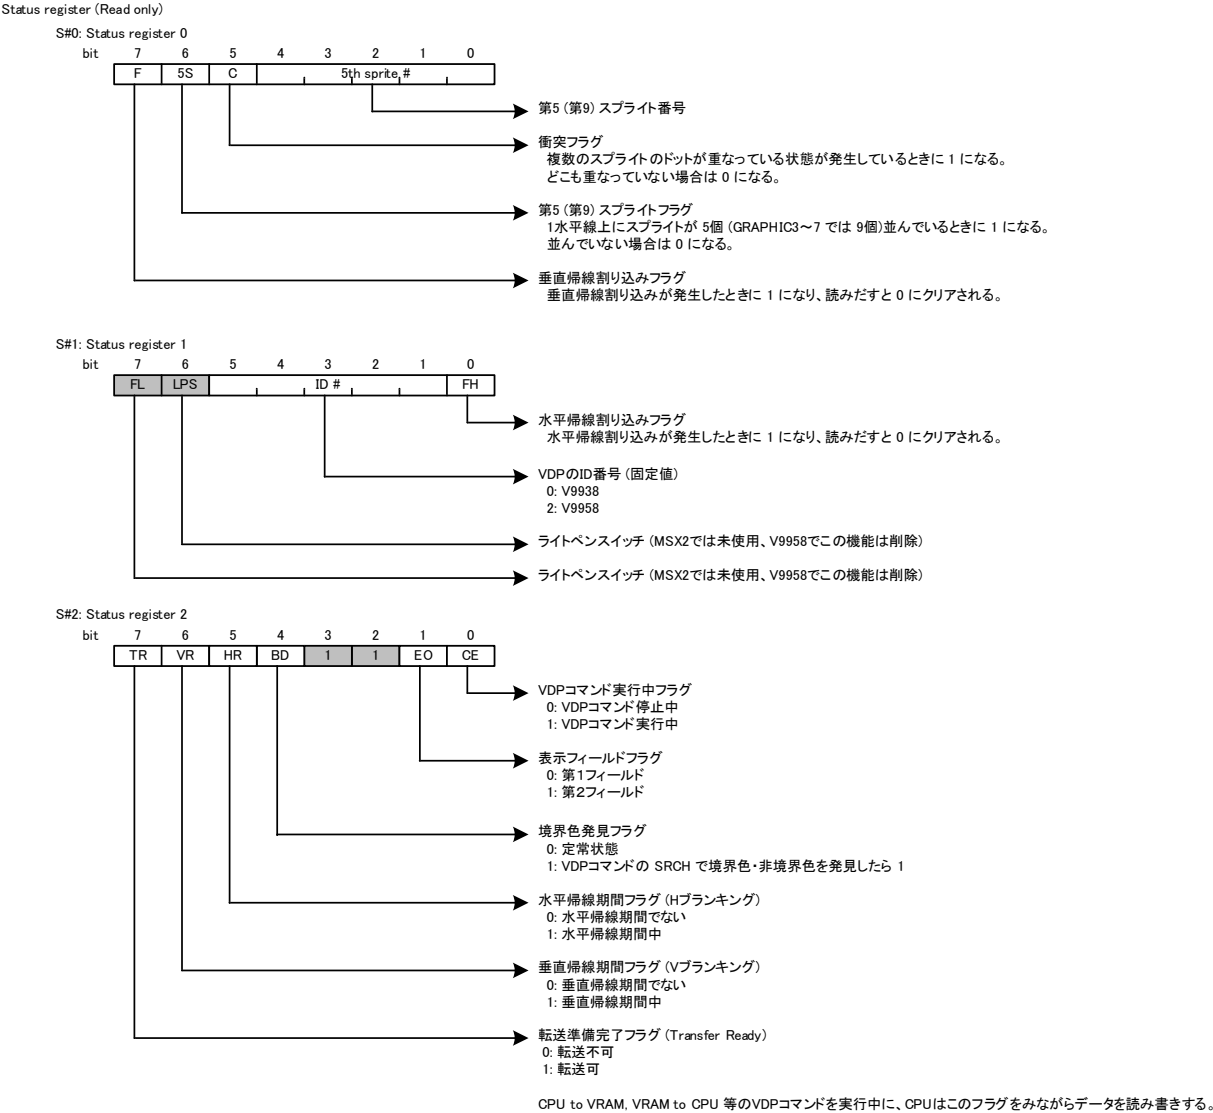 Status register (Read only)
S#0: Status register 0
bit 7 6 5 4 3 2 1 0
F 5S C 5th sprite #
第5 (第9) スプライト番号
衝突フラグ
複数のスプライトのドットが重なっている状態が発生しているときに 1 になる。
どこも重なっていない場合は 0 になる。
第5 (第9) スプライトフラグ
1水平線上にスプライトが 5個 (GRAPHIC3～7 では 9個)並んでいるときに 1 になる。
並んでいない場合は 0 になる。
垂直帰線割り込みフラグ
垂直帰線割り込みが発生したときに 1 になり、読みだすと 0 にクリアされる。
S#1: Status register 1
bit 7 6 5 4 3 2 1 0
FL LPS ID # FH
水平帰線割り込みフラグ
水平帰線割り込みが発生したときに 1 になり、読みだすと 0 にクリアされる。
VDPのID番号 (固定値)
0: V9938
2: V9958
ライトペンスイッチ (MSX2では未使用、V9958でこの機能は削除)
ライトペンスイッチ (MSX2では未使用、V9958でこの機能は削除)
S#2: Status register 2
bit 7 6 5 4 3 2 1 0
TR VR HR BD 1 1 EO CE
VDPコマンド実行中フラグ
0: VDPコマンド停止中
1: VDPコマンド実行中
表示フィールドフラグ
0: 第1フィールド
1: 第2フィールド
境界色発見フラグ
0: 定常状態
1: VDPコマンドの SRCH で境界色・非境界色を発見したら 1
水平帰線期間フラグ (Hブランキング)
0: 水平帰線期間でない
1: 水平帰線期間中
垂直帰線期間フラグ (Vブランキング)
0: 垂直帰線期間でない
1: 垂直帰線期間中
転送準備完了フラグ (Transfer Ready)
0: 転送不可
1: 転送可
CPU to VRAM, VRAM to CPU 等のVDPコマンドを実行中に、CPUはこのフラグをみながらデータを読み書きする。